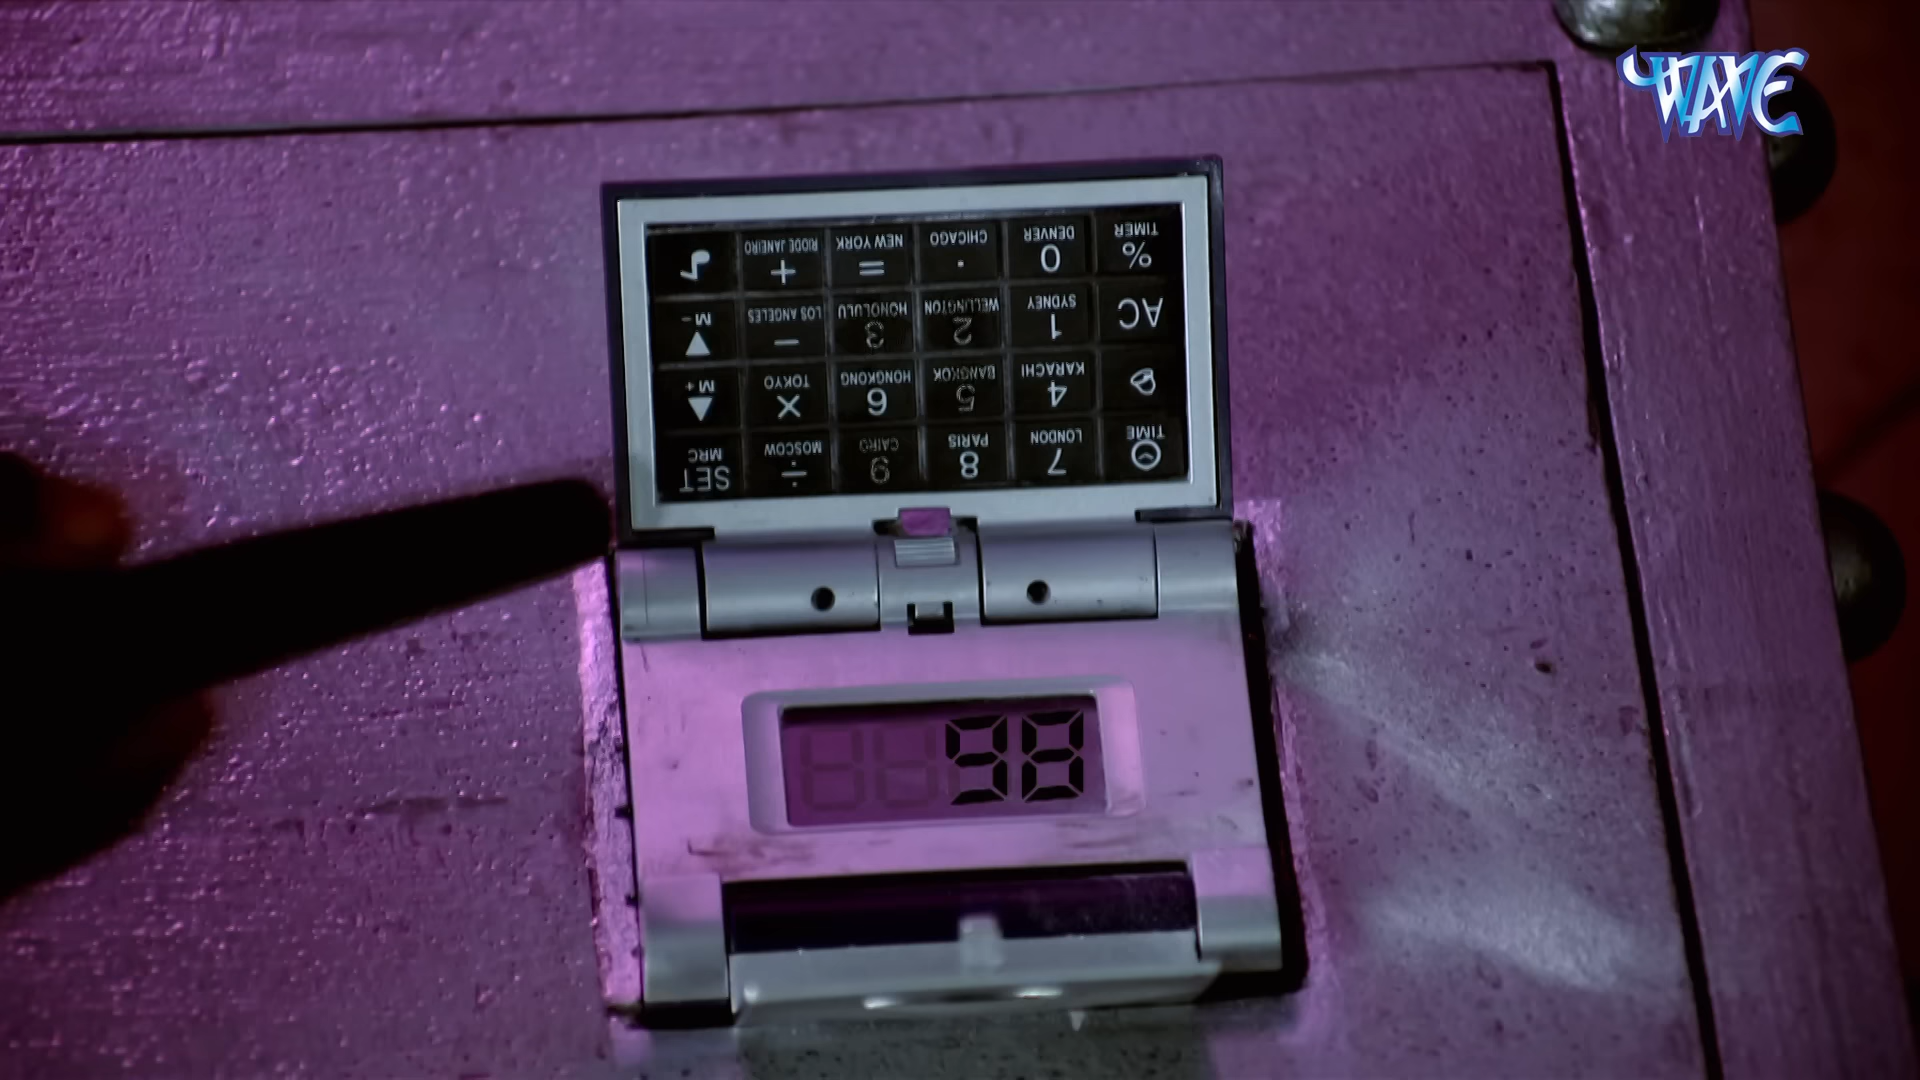 WAVE
7 8 9 ÷ SET
TIME LONDON PARIS CAIRO MOSCOW MRC
4 5 6 ×
KARACHI BANGKOK HONGKONG TOKYO M+
AC 1 2 3 −
SYDNEY WELLINGTON HONOLULU LOS ANGELES M−
% 0 . = +
TIMER DENVER CHICAGO NEW YORK RIODE JANEIRO
98